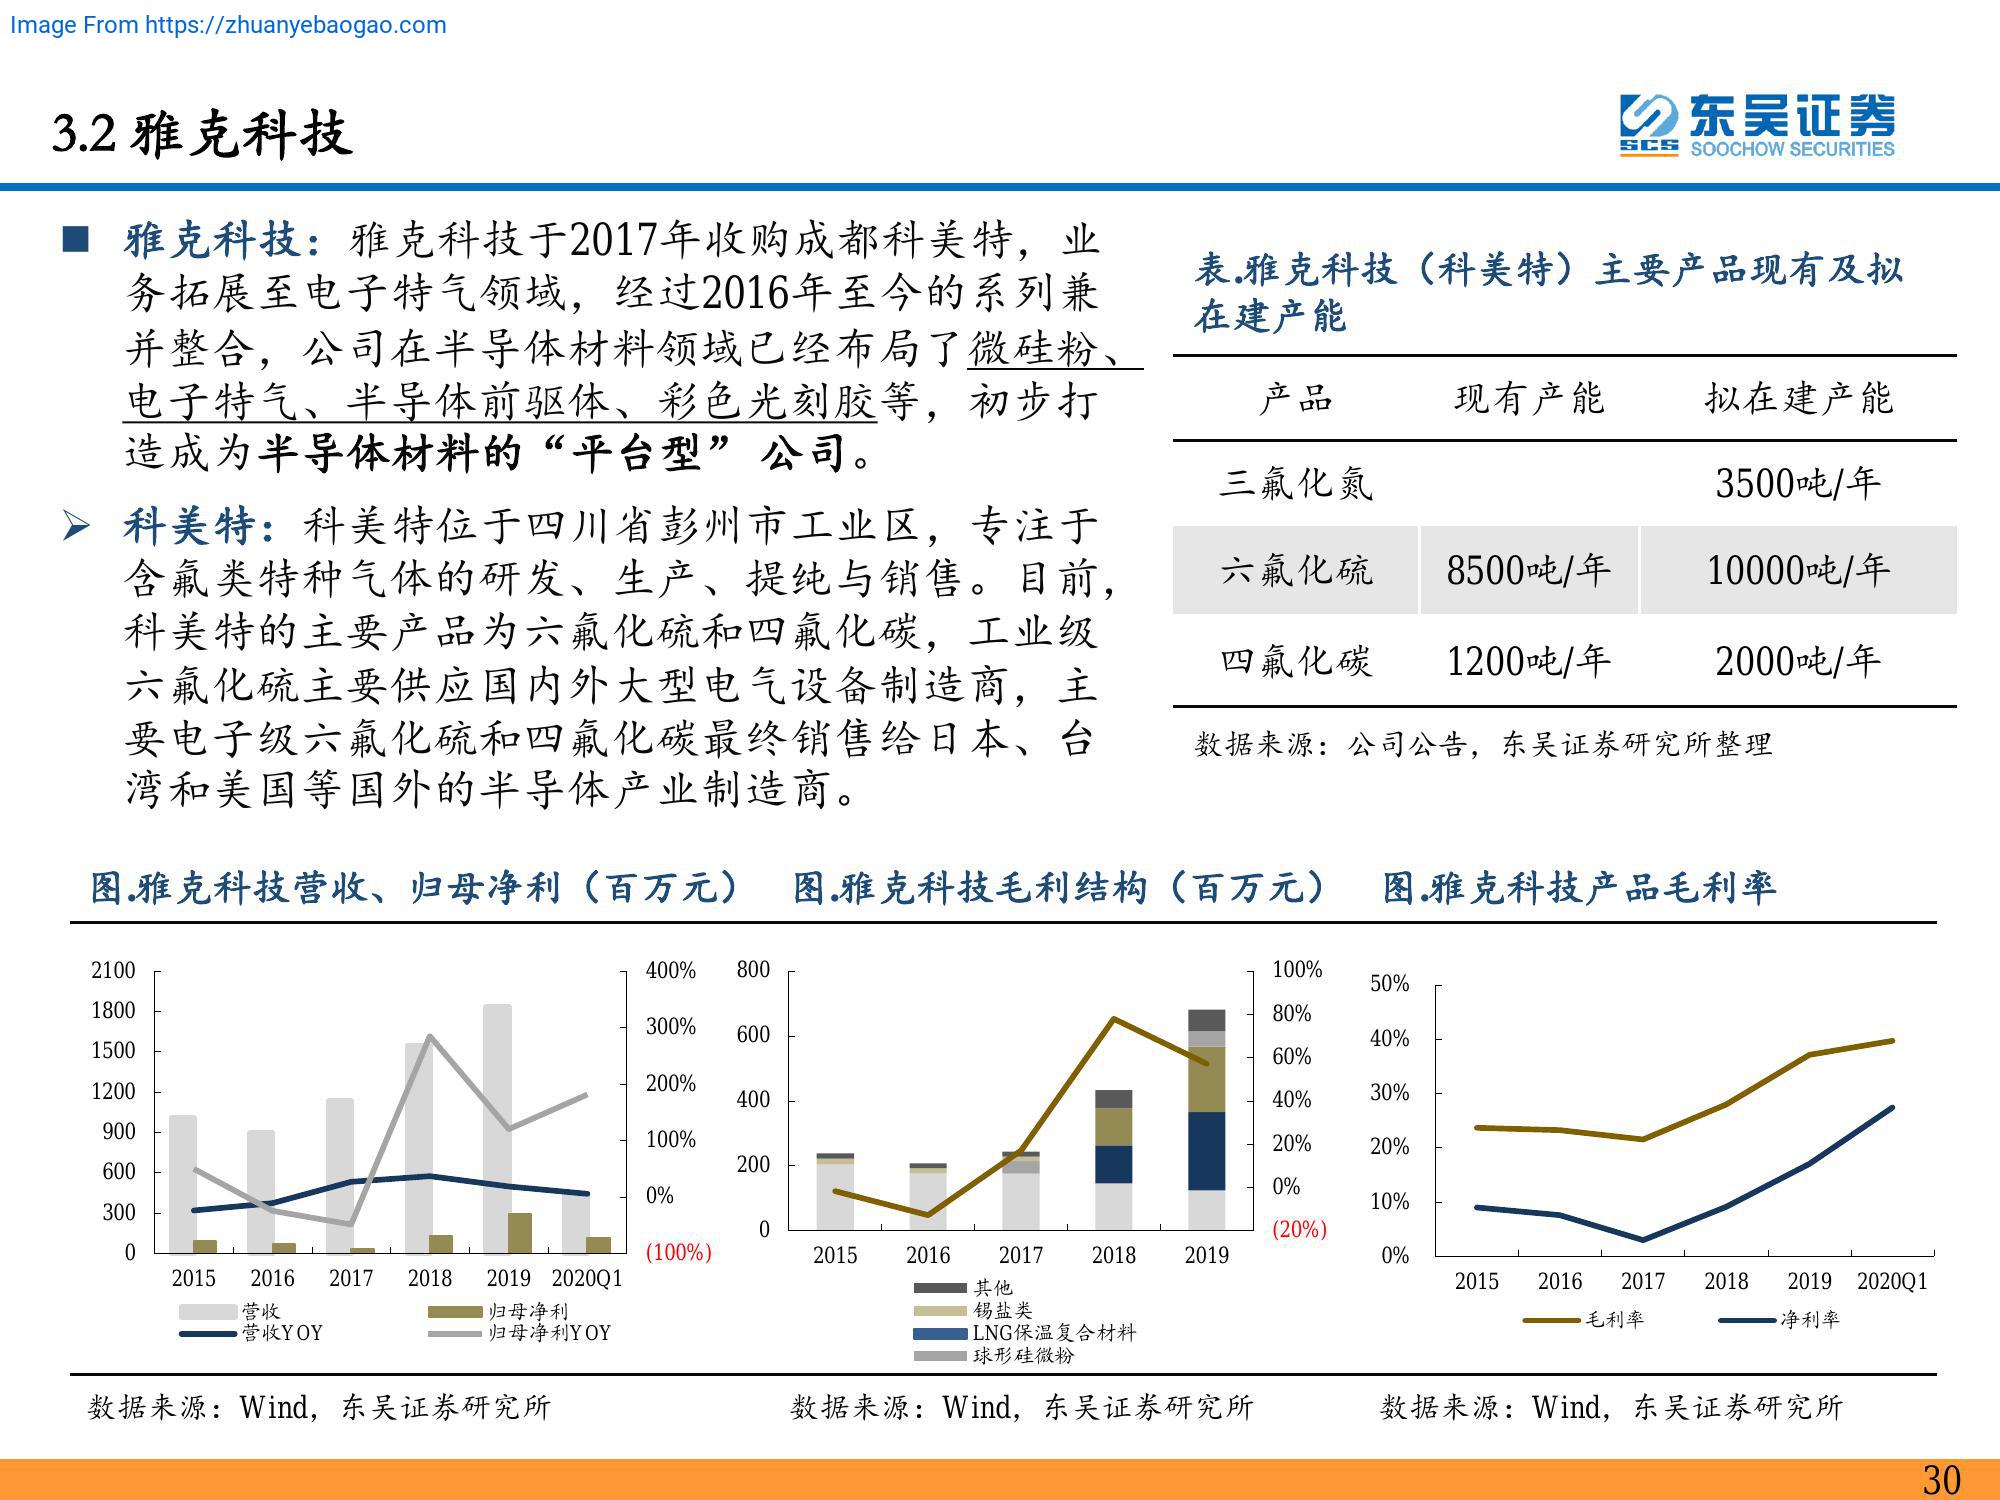 Image From https://zhuanyebaogao.com
3.2 雅克科技
东吴证券
SCS
SOOCHOW SECURITIES
雅克科技：雅克科技于2017年收购成都科美特，业
务拓展至电子特气领域，经过2016年至今的系列兼
并整合，公司在半导体材料领域已经布局了微硅粉、
电子特气、半导体前驱体、彩色光刻胶等，初步打
造成为半导体材料的“平台型” 公司。
科美特：科美特位于四川省彭州市工业区，专注于
含氟类特种气体的研发、生产、提纯与销售。目前，
科美特的主要产品为六氟化硫和四氟化碳，工业级
六氟化硫主要供应国内外大型电气设备制造商，主
要电子级六氟化硫和四氟化碳最终销售给日本、台
湾和美国等国外的半导体产业制造商。
表.雅克科技（科美特）主要产品现有及拟
在建产能
产品 现有产能 拟在建产能
三氟化氮 3500吨/年
六氟化硫 8500吨/年 10000吨/年
四氟化碳 1200吨/年 2000吨/年
数据来源：公司公告，东吴证券研究所整理
图.雅克科技营收、归母净利（百万元）
2100
1800
1500
1200
900
600
300
0
400%
300%
200%
100%
0%
(100%)
2015 2016 2017 2018 2019 2020Q1
营收 归母净利
营收YOY 归母净利YOY
数据来源：Wind，东吴证券研究所
图.雅克科技毛利结构（百万元）
800
600
400
200
0
100%
80%
60%
40%
20%
0%
(20%)
2015 2016 2017 2018 2019
其他
锡盐类
LNG保温复合材料
球形硅微粉
数据来源：Wind，东吴证券研究所
图.雅克科技产品毛利率
50%
40%
30%
20%
10%
0%
2015 2016 2017 2018 2019 2020Q1
毛利率 净利率
数据来源：Wind，东吴证券研究所
30